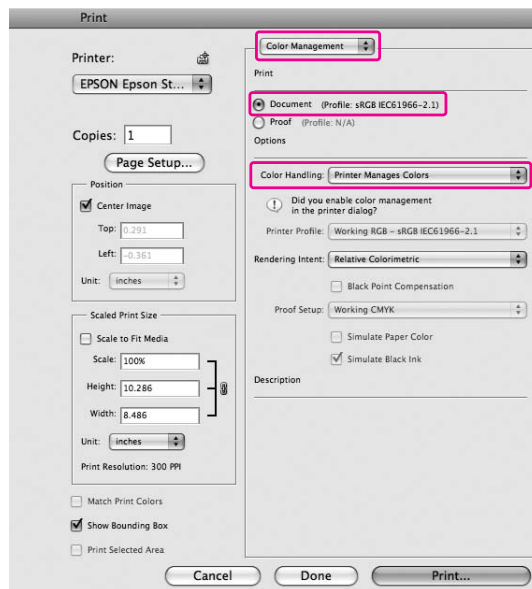 Print
Printer:
EPSON Epson St...
Copies: 1
Page Setup...
Position
Center Image
Top: 0.291
Left: -0.361
Unit: inches
Scaled Print Size
Scale to Fit Media
Scale: 100%
Height: 10.286
Width: 8.486
Unit: inches
Print Resolution: 300 PPI
Match Print Colors
Show Bounding Box
Print Selected Area
Color Management
Print
Document (Profile: sRGB IEC61966-2.1)
Proof (Profile: N/A)
Options
Color Handling: Printer Manages Colors
Did you enable color management
in the printer dialog?
Printer Profile: Working RGB - sRGB IEC61966-2.1
Rendering Intent: Relative Colorimetric
Black Point Compensation
Proof Setup: Working CMYK
Simulate Paper Color
Simulate Black Ink
Description
Cancel
Done
Print...